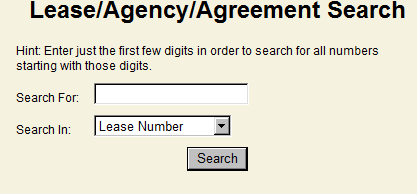 Lease/Agency/Agreement Search
Hint: Enter just the first few digits in order to search for all numbers
starting with those digits.
Search For:
Search In: Lease Number
Search